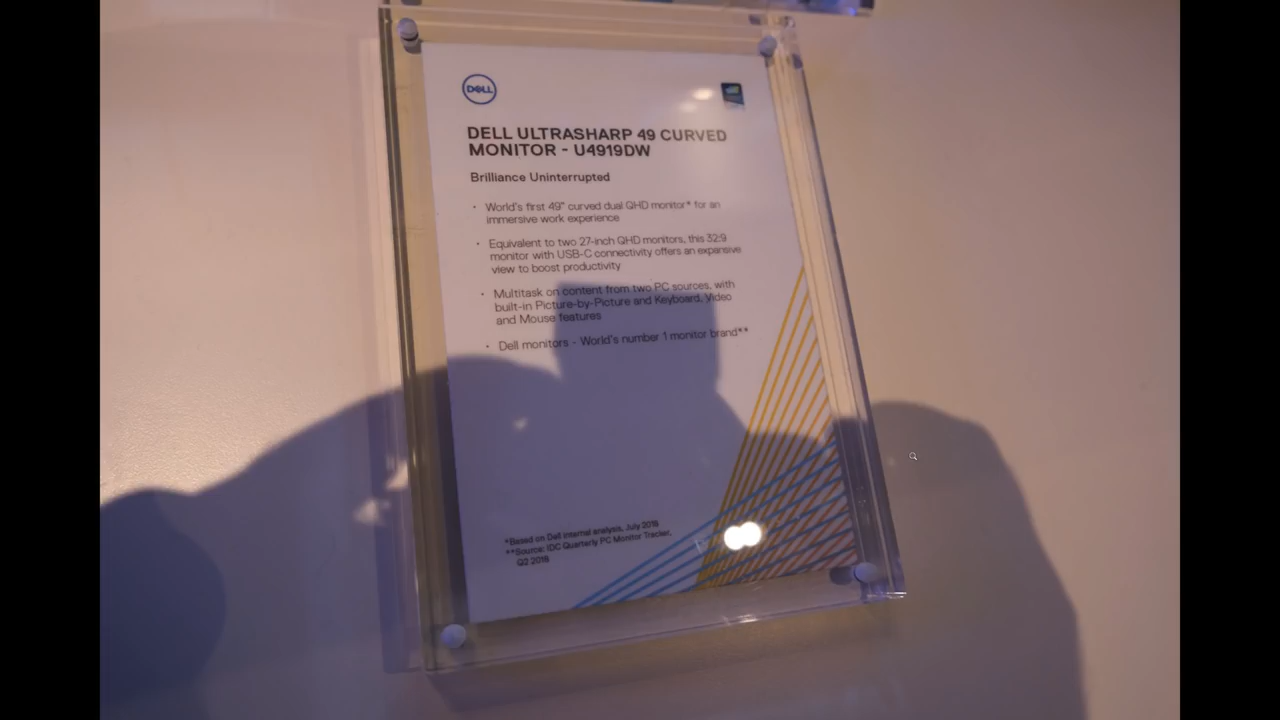 DELL
DELL ULTRASHARP 49 CURVED
MONITOR - U4919DW
Brilliance Uninterrupted
• World's first 49" curved dual QHD monitor* for an
immersive work experience
• Equivalent to two 27-inch QHD monitors, this 32:9
monitor with USB-C connectivity offers an expansive
view to boost productivity
• Multitask on content from two PC sources, with
built-in Picture-by-Picture and Keyboard, Video
and Mouse features
• Dell monitors - World's number 1 monitor brand**
*Based on Dell internal analysis, July 2018
**Source: IDC Quarterly PC Monitor Tracker,
Q2 2018